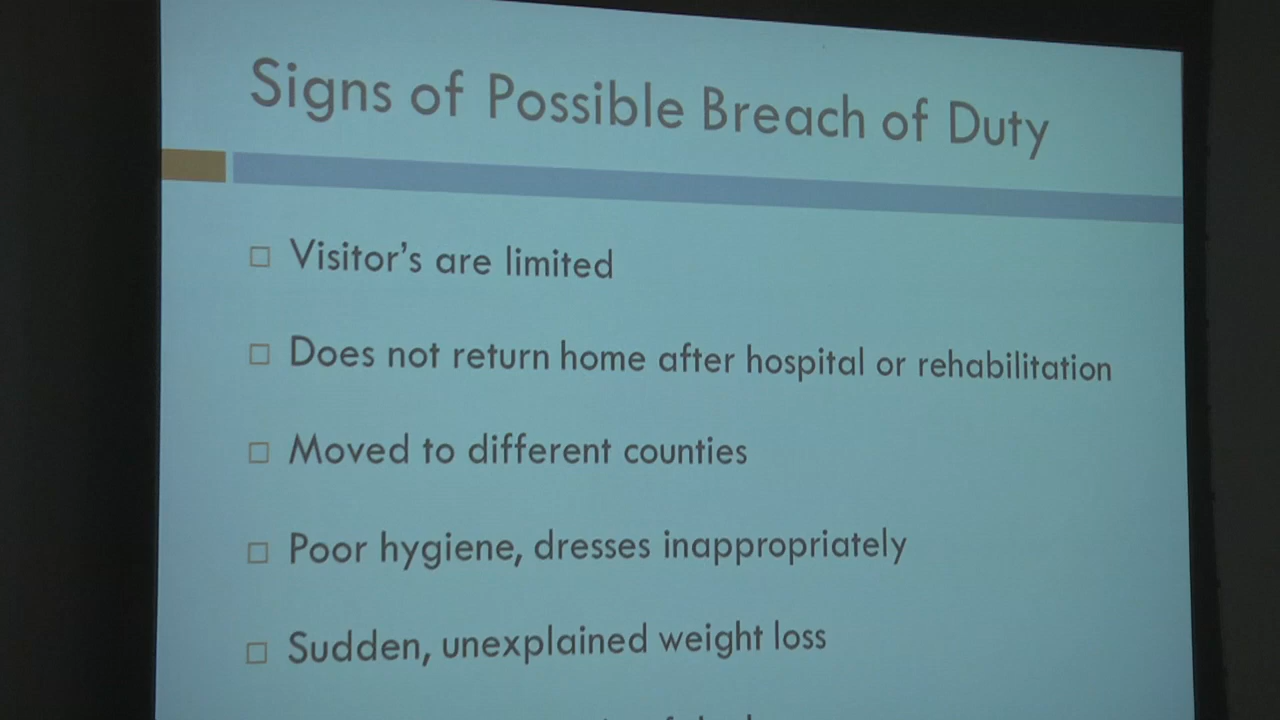 Signs of Possible Breach of Duty
Visitor's are limited
Does not return home after hospital or rehabilitation
Moved to different counties
Poor hygiene, dresses inappropriately
Sudden, unexplained weight loss